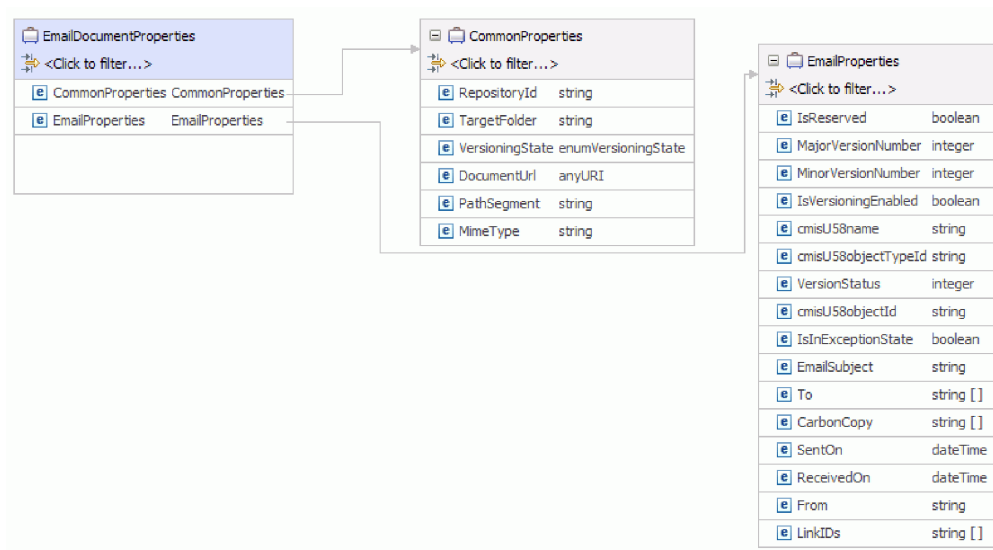 EmailDocumentProperties
<Click to filter...>
e CommonProperties CommonProperties
e EmailProperties EmailProperties
CommonProperties
<Click to filter...>
e RepositoryId string
e TargetFolder string
e VersioningState enumVersioningState
e DocumentUrl anyURI
e PathSegment string
e MimeType string
EmailProperties
<Click to filter...>
e IsReserved boolean
e MajorVersionNumber integer
e MinorVersionNumber integer
e IsVersioningEnabled boolean
e cmisU58name string
e cmisU58objectTypeId string
e VersionStatus integer
e cmisU58objectId string
e IsInExceptionState boolean
e EmailSubject string
e To string []
e CarbonCopy string []
e SentOn dateTime
e ReceivedOn dateTime
e From string
e LinkIDs string []